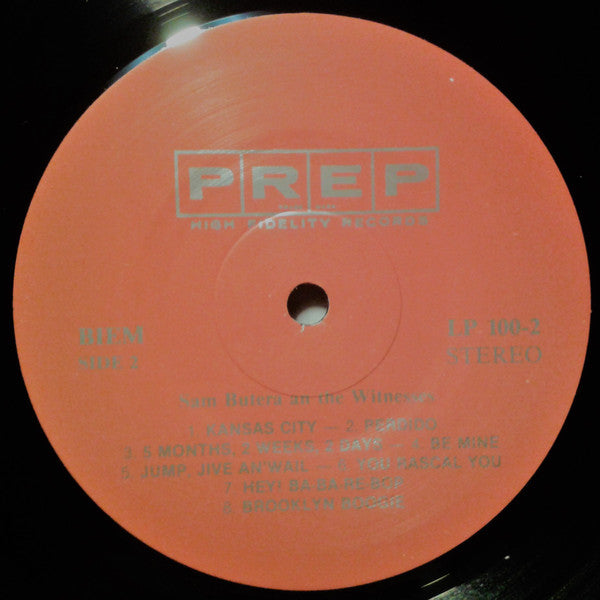 PREP
HIGH FIDELITY RECORDS
BIEM
LP 100-2
SIDE 2
STEREO
Sam Butera an the Witnesses
1. KANSAS CITY — 2. PERDIDO
3. 5 MONTHS, 2 WEEKS, 2 DAYS — 4. BE MINE
5. JUMP, JIVE AN'WAIL — 6. YOU RASCAL YOU
7. HEY! BA-BA-RE-BOP
8. BROOKLYN BOOGIE